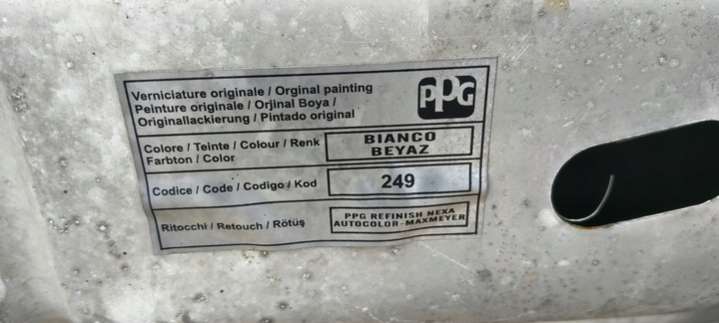 Verniciature originale / Orginal painting
Peinture originale / Orjinal Boya /
Originallackierung / Pintado original
PPG
Colore / Teinte / Colour / Renk
Farbton / Color
BIANCO
BEYAZ
Codice / Code / Codigo / Kod
249
Ritocchi / Retouch / Rötüş
PPG REFINISH NEXA
AUTOCOLOR-MAXMEYER